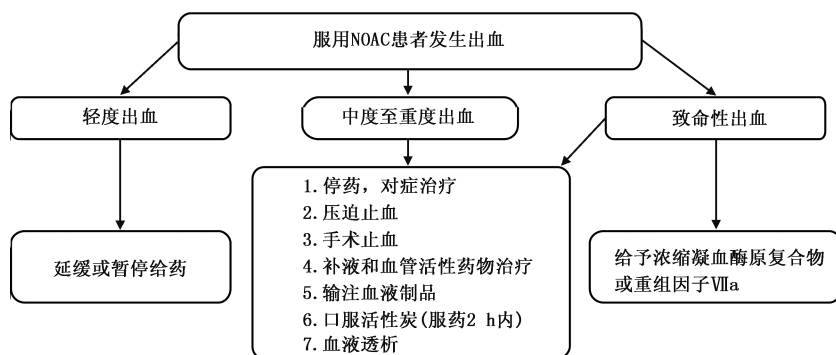 服用NOAC患者发生出血
轻度出血
中度至重度出血
致命性出血
延缓或暂停给药
1.停药，对症治疗
2.压迫止血
3.手术止血
4.补液和血管活性药物治疗
5.输注血液制品
6.口服活性炭(服药2 h内)
7.血液透析
给予浓缩凝血酶原复合物
或重组因子Ⅶa